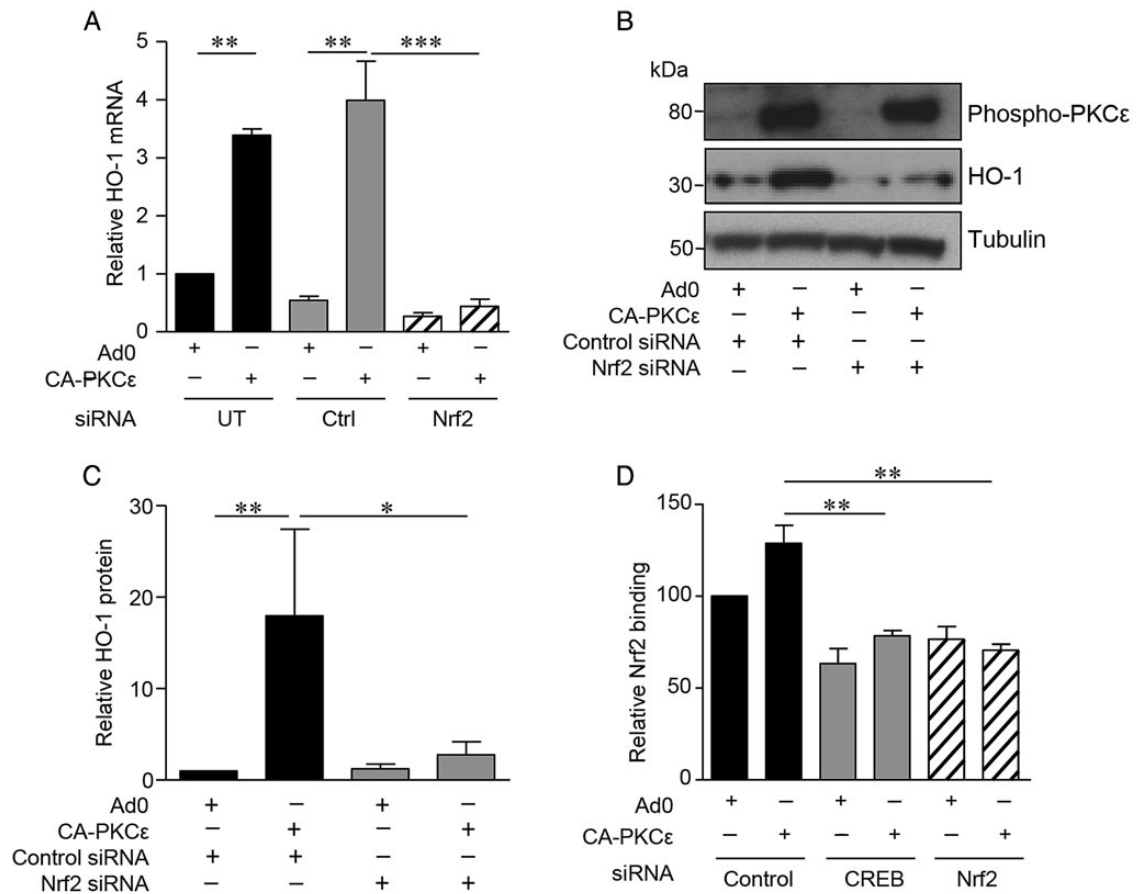 A
Relative HO-1 mRNA
5
4
3
2
1
0
**
**
***
Ad0 + – + – + –
CA-PKCε – + – + – +
siRNA UT Ctrl Nrf2
B
kDa
80
Phospho-PKCε
30
HO-1
50
Tubulin
Ad0 + – + –
CA-PKCε – + – +
Control siRNA + + – –
Nrf2 siRNA – – + +
C
Relative HO-1 protein
30
20
10
0
**
*
Ad0 + – + –
CA-PKCε – + – +
Control siRNA + + – –
Nrf2 siRNA – – + +
D
Relative Nrf2 binding
150
100
50
0
**
**
Ad0 + – + – + –
CA-PKCε – + – + – +
siRNA Control CREB Nrf2